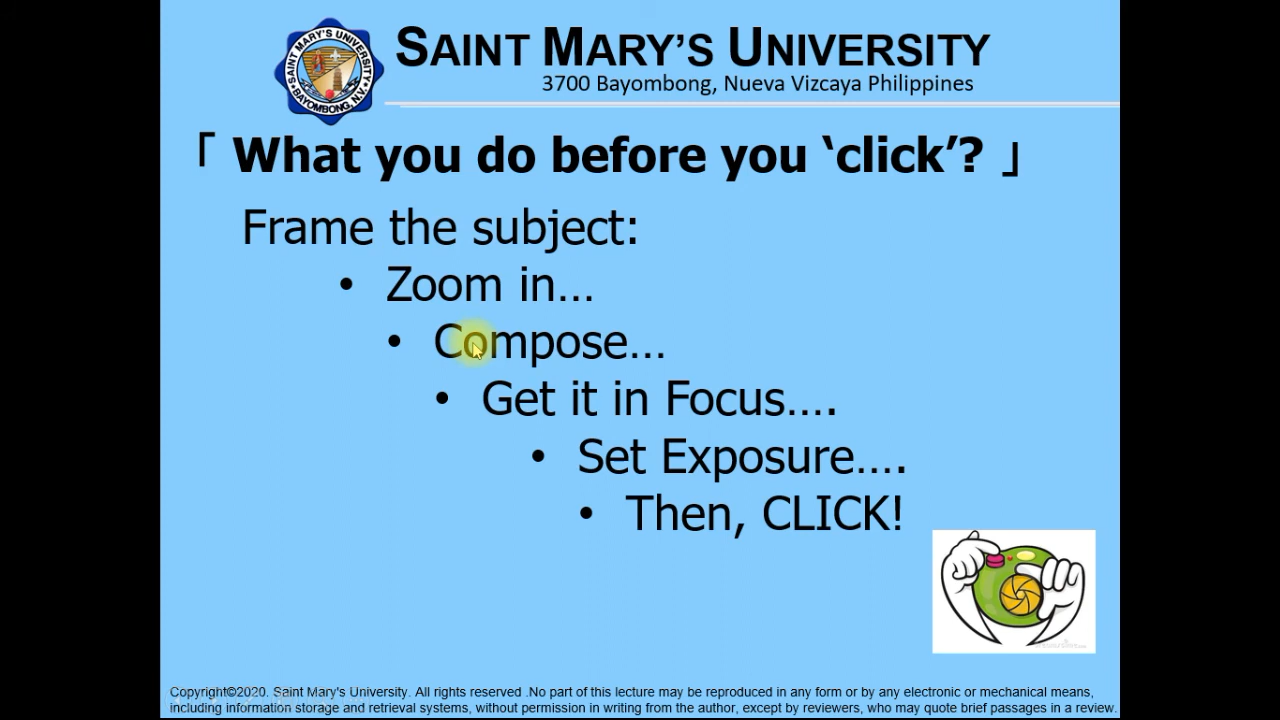 SAINT MARY'S UNIVERSITY
3700 Bayombong, Nueva Vizcaya Philippines
SAINT MARY'S UNIVERSITY
BAYOMBONG, N.V.
「 What you do before you ‘click’? 」
Frame the subject:
• Zoom in...
• Compose...
• Get it in Focus....
• Set Exposure....
• Then, CLICK!
Copyright©2020. Saint Mary's University. All rights reserved .No part of this lecture may be reproduced in any form or by any electronic or mechanical means,
including information storage and retrieval systems, without permission in writing from the author, except by reviewers, who may quote brief passages in a review.